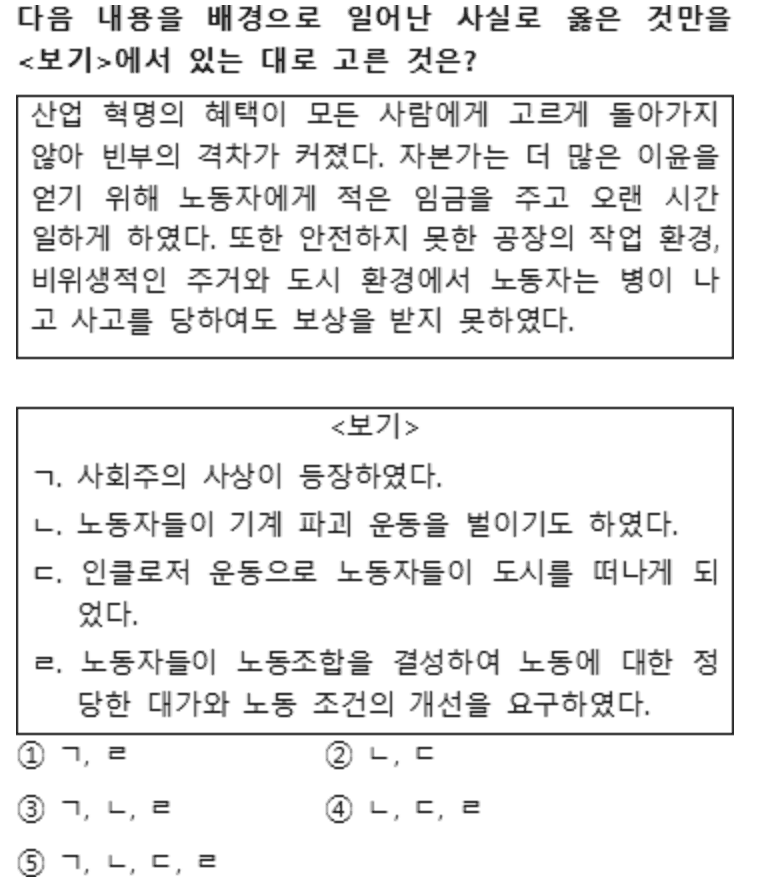 다음 내용을 배경으로 일어난 사실로 옳은 것만을
<보기>에서 있는 대로 고른 것은?
산업 혁명의 혜택이 모든 사람에게 고르게 돌아가지
않아 빈부의 격차가 커졌다. 자본가는 더 많은 이윤을
얻기 위해 노동자에게 적은 임금을 주고 오랜 시간
일하게 하였다. 또한 안전하지 못한 공장의 작업 환경,
비위생적인 주거와 도시 환경에서 노동자는 병이 나
고 사고를 당하여도 보상을 받지 못하였다.
<보기>
ㄱ. 사회주의 사상이 등장하였다.
ㄴ. 노동자들이 기계 파괴 운동을 벌이기도 하였다.
ㄷ. 인클로저 운동으로 노동자들이 도시를 떠나게 되
었다.
ㄹ. 노동자들이 노동조합을 결성하여 노동에 대한 정
당한 대가와 노동 조건의 개선을 요구하였다.
① ㄱ, ㄹ ② ㄴ, ㄷ
③ ㄱ, ㄴ, ㄹ ④ ㄴ, ㄷ, ㄹ
⑤ ㄱ, ㄴ, ㄷ, ㄹ